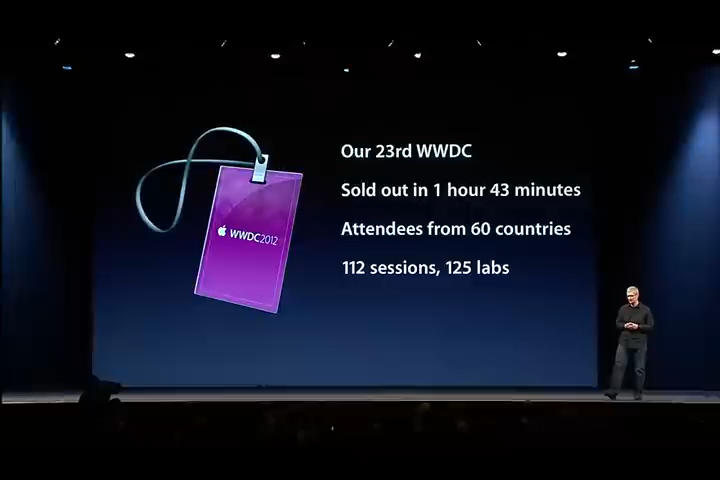 WWDC2012
Our 23rd WWDC
Sold out in 1 hour 43 minutes
Attendees from 60 countries
112 sessions, 125 labs